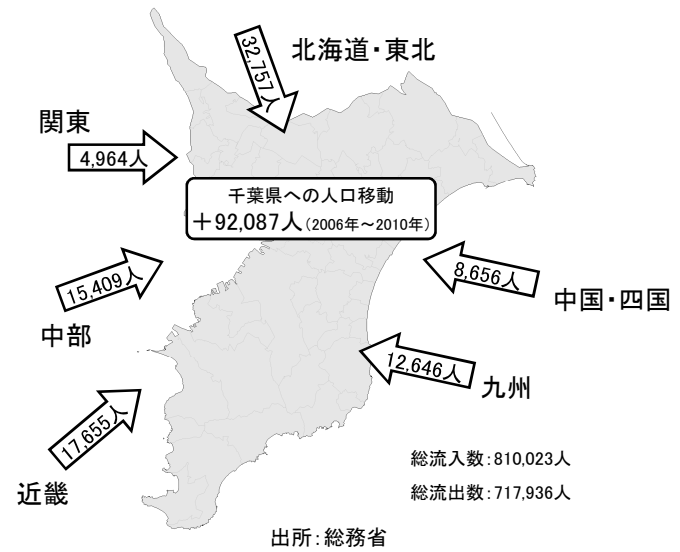 北海道・東北
32,757人
関東
4,964人
千葉県への人口移動
＋92,087人(2006年～2010年)
15,409人
中部
8,656人
中国・四国
12,646人
九州
17,655人
近畿
総流入数：810,023人
総流出数：717,936人
出所：総務省